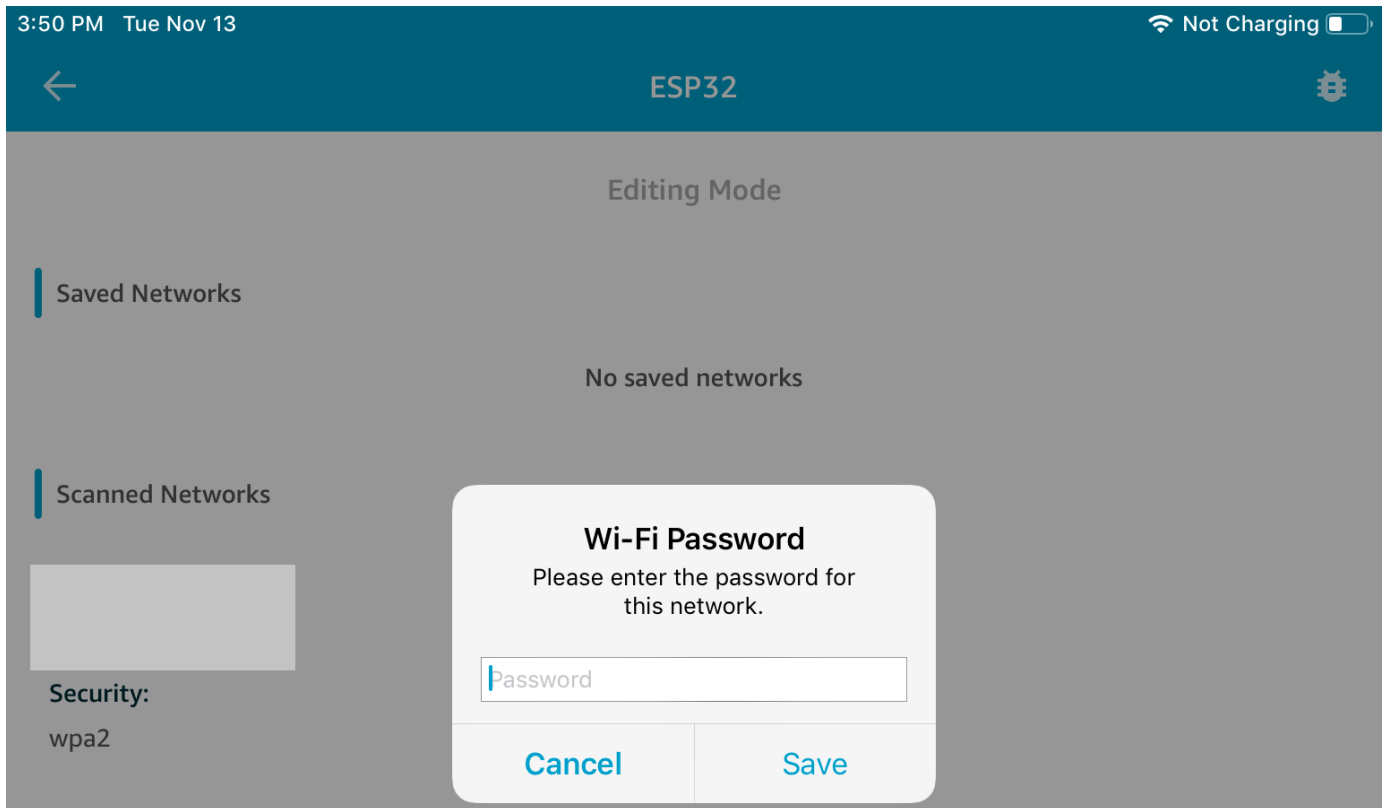 3:50 PM Tue Nov 13
Not Charging
ESP32
Editing Mode
Saved Networks
No saved networks
Scanned Networks
Wi-Fi Password
Please enter the password for
this network.
Password
Security:
wpa2
Cancel
Save